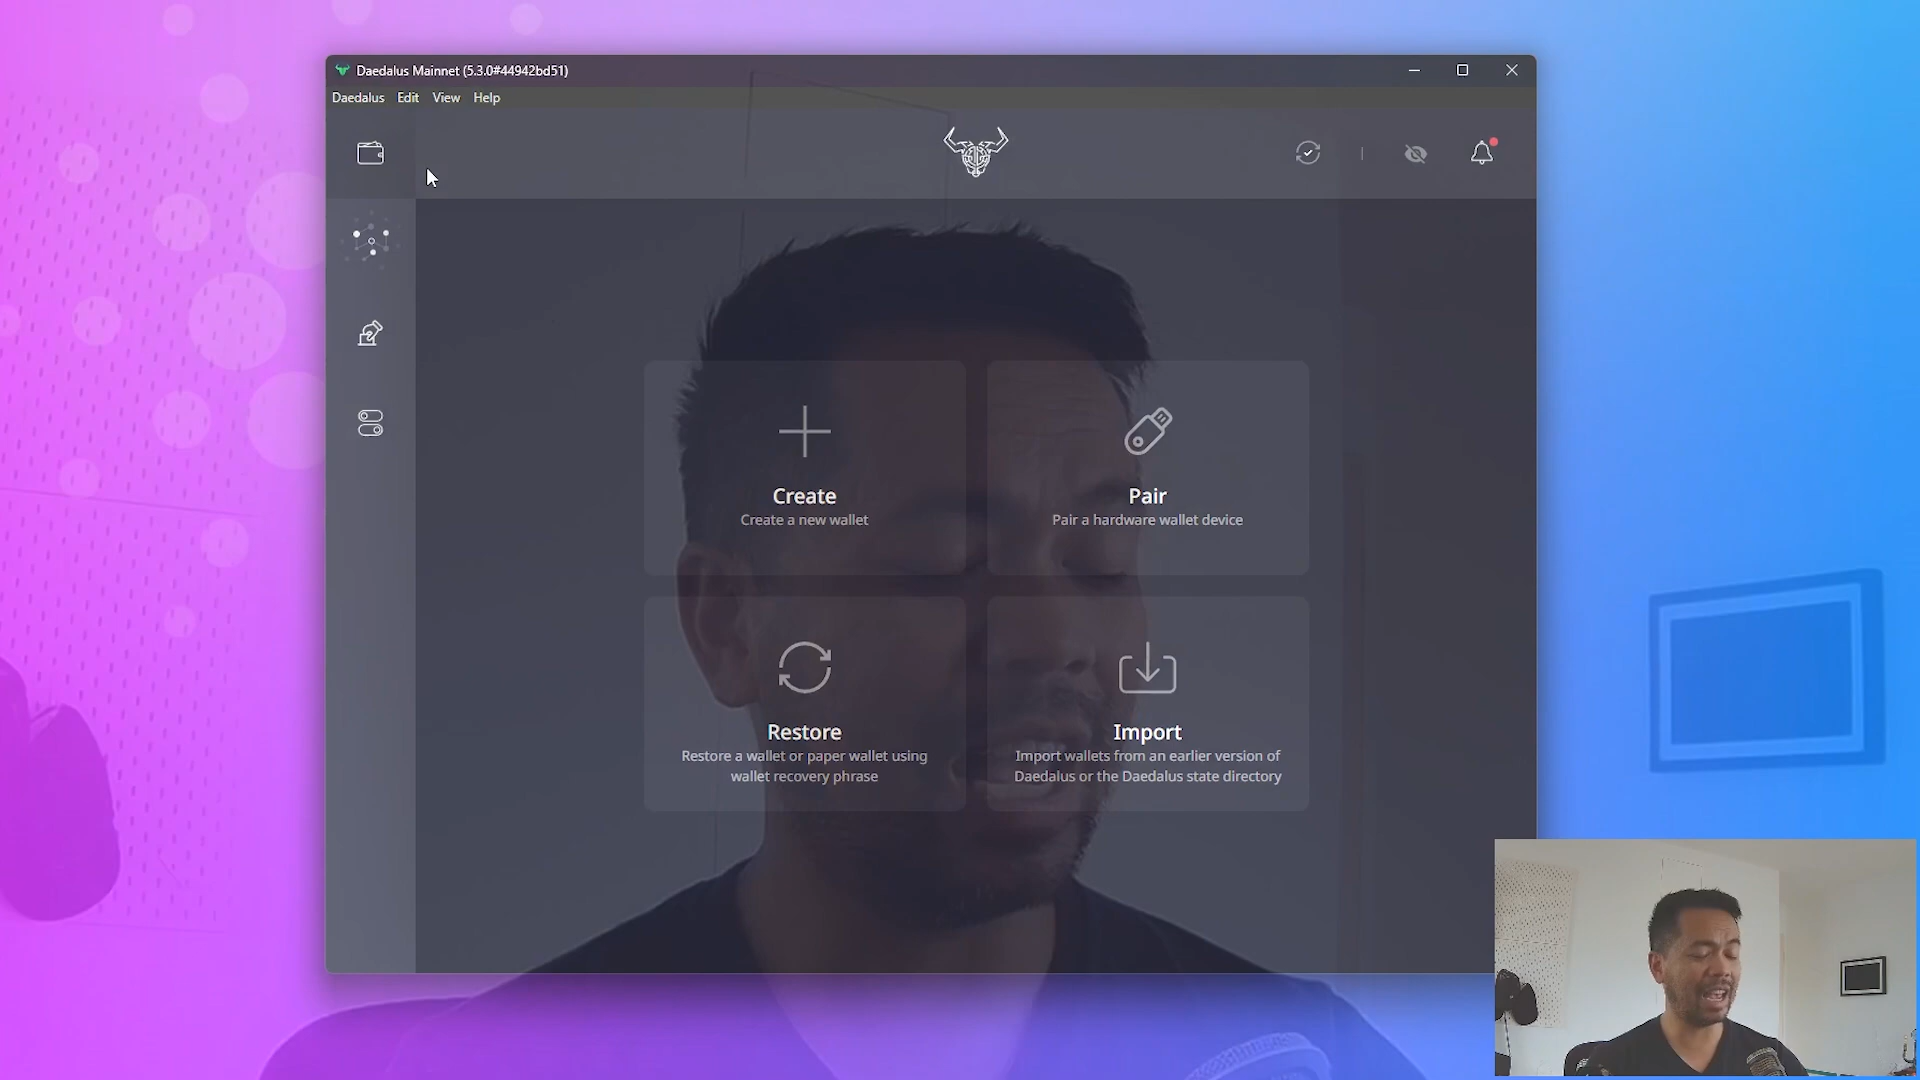 Daedalus Mainnet (5.3.0#44942bd51)
Daedalus Edit View Help
Create
Create a new wallet
Pair
Pair a hardware wallet device
Restore
Restore a wallet or paper wallet using
wallet recovery phrase
Import
Import wallets from an earlier version of
Daedalus or the Daedalus state directory